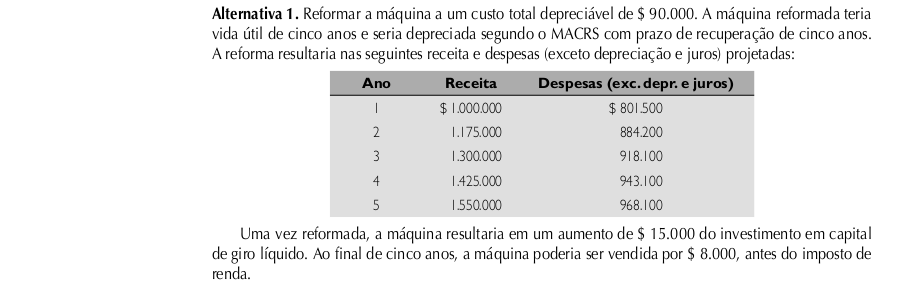 Alternativa 1. Reformar a máquina a um custo total depreciável de $ 90.000. A máquina reformada teria
vida útil de cinco anos e seria depreciada segundo o MACRS com prazo de recuperação de cinco anos.
A reforma resultaria nas seguintes receita e despesas (exceto depreciação e juros) projetadas:
Ano Receita Despesas (exc. depr. e juros)
1 $ 1.000.000 $ 801.500
2 1.175.000 884.200
3 1.300.000 918.100
4 1.425.000 943.100
5 1.550.000 968.100
Uma vez reformada, a máquina resultaria em um aumento de $ 15.000 do investimento em capital
de giro líquido. Ao final de cinco anos, a máquina poderia ser vendida por $ 8.000, antes do imposto de
renda.